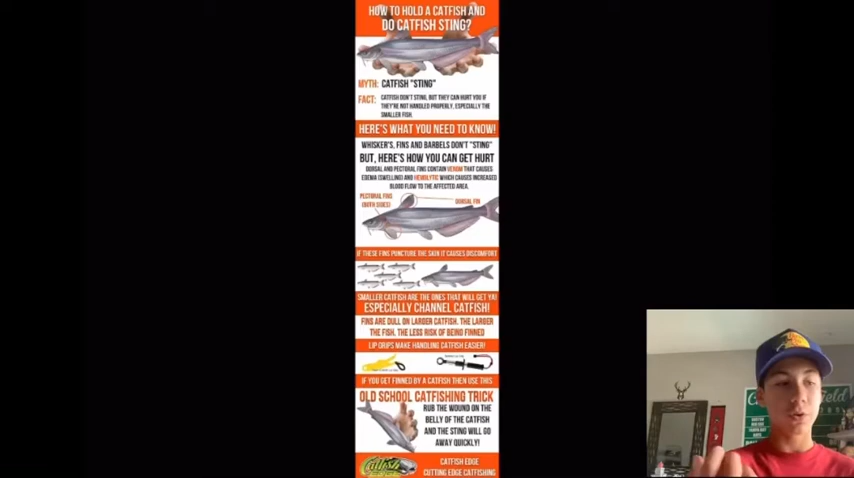 HOW TO HOLD A CATFISH AND
DO CATFISH STING?
MYTH: CATFISH "STING"
FACT: CATFISH DON'T STING, BUT THEY CAN HURT YOU IF
THEY'RE NOT HANDLED PROPERLY, ESPECIALLY THE
SMALLER FISH.
HERE'S WHAT YOU NEED TO KNOW!
WHISKER'S, FINS AND BARBELS DON'T "STING"
BUT, HERE'S HOW YOU CAN GET HURT
DORSAL AND PECTORAL FINS CONTAIN VENOM THAT CAUSES
EDEMA (SWELLING) AND HEMOLYTIC WHICH CAUSES INCREASED
BLOOD FLOW TO THE AFFECTED AREA.
PECTORAL FINS
(BOTH SIDES)
DORSAL FIN
IF THESE FINS PUNCTURE THE SKIN IT CAUSES DISCOMFORT
SMALLER CATFISH ARE THE ONES THAT WILL GET YA!
ESPECIALLY CHANNEL CATFISH!
FINS ARE DULL ON LARGER CATFISH. THE LARGER
THE FISH, THE LESS RISK OF BEING FINNED
LIP GRIPS MAKE HANDLING CATFISH EASIER!
IF YOU GET FINNED BY A CATFISH THEN USE THIS
OLD SCHOOL CATFISHING TRICK
RUB THE WOUND ON THE
BELLY OF THE CATFISH
AND THE STING WILL GO
AWAY QUICKLY!
Catfish
CATFISH EDGE
CUTTING EDGE CATFISHING